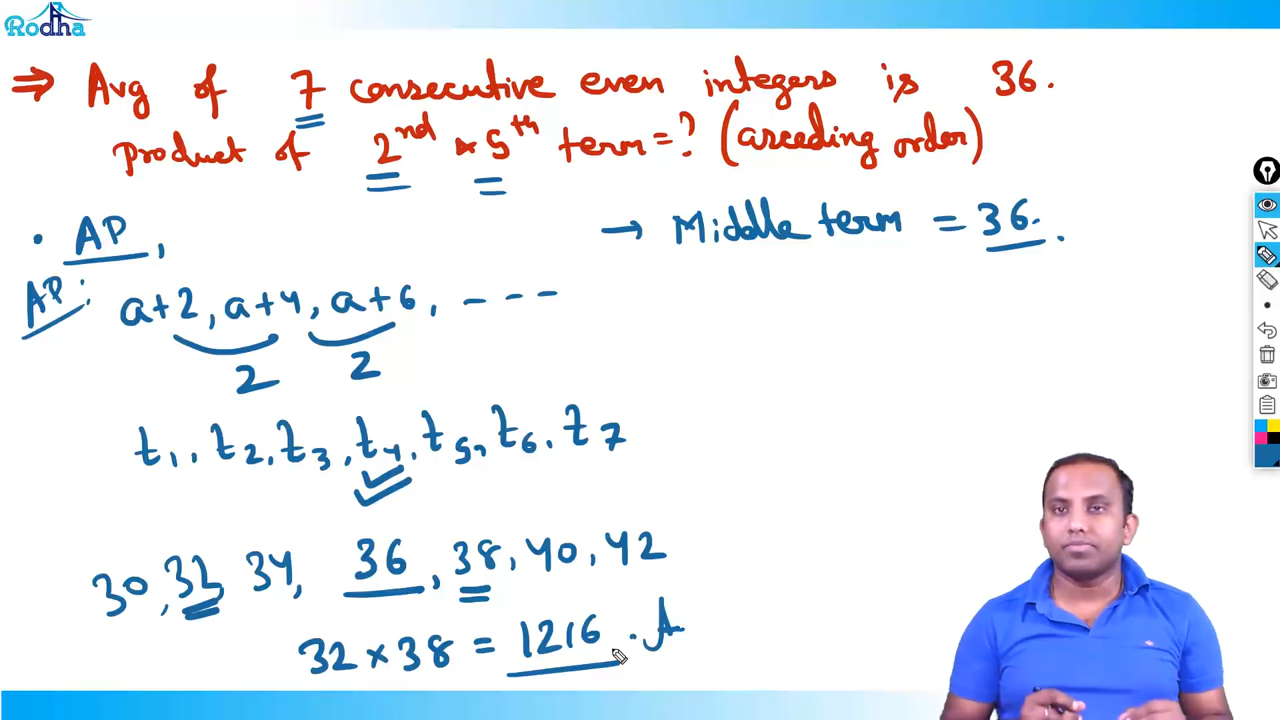 Rodha
⇒ Avg of 7 consecutive even integers is 36.
product of 2nd × 5th term = ? (asceding order)
• AP,
→ Middle term = 36.
AP: a+2, a+4, a+6, - - -
2 2
t1, t2, t3, t4, t5, t6, t7
30, 32 34, 36, 38, 40, 42
32 × 38 = 1216 . A